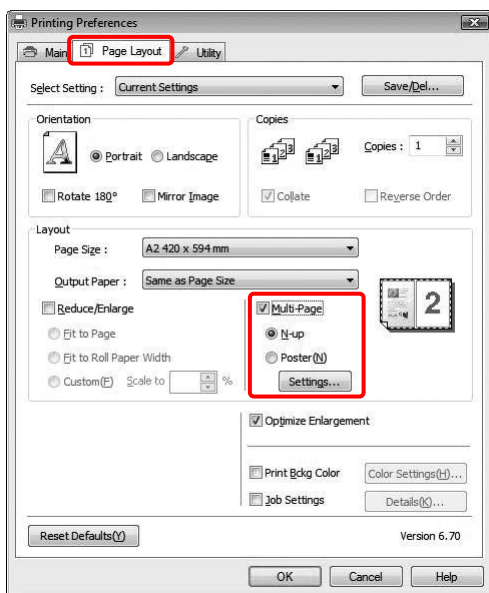 Printing Preferences
Main Page Layout Utility
Select Setting : Current Settings Save/Del...
Orientation
Portrait Landscape
Rotate 180° Mirror Image
Copies
Copies : 1
Collate Reverse Order
Layout
Page Size : A2 420 x 594 mm
Output Paper : Same as Page Size
Reduce/Enlarge
Fit to Page
Fit to Roll Paper Width
Custom(F) Scale to %
Multi-Page
N-up
Poster(N)
Settings...
2
Optimize Enlargement
Print Bckg Color Color Settings(H)...
Job Settings Details(K)...
Reset Defaults(Y) Version 6.70
OK Cancel Help